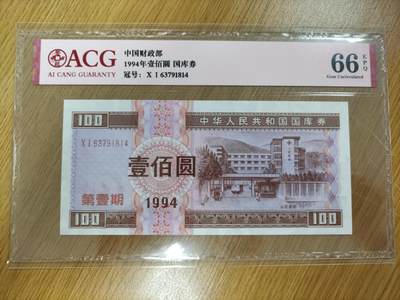 ACG
AI CANG GUARANTY
中国财政部
1994年壹佰圆 国库券
冠号：X I 63791814
66 EPQ
Gem Uncirculated
100
中华人民共和国国库券
100
X I 63791814
壹佰圆
第壹期
1994
100
100